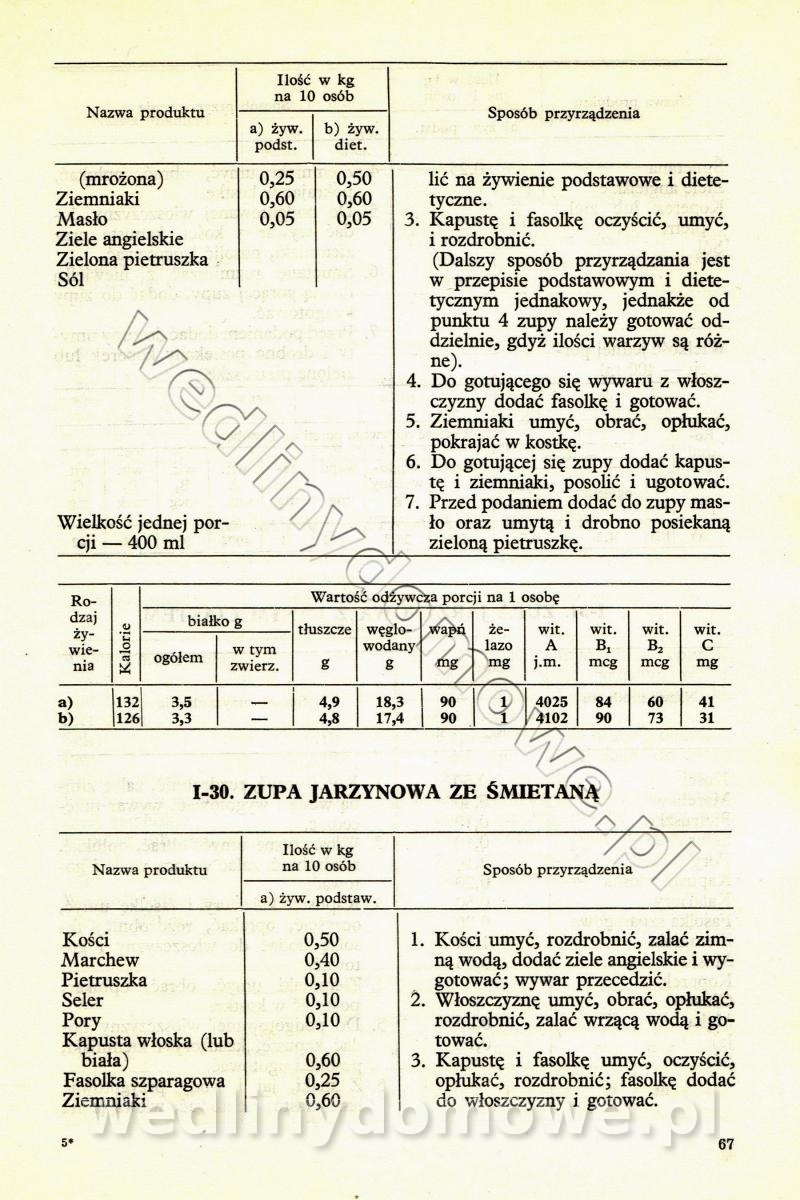 Nazwa produktu
Ilość w kg
na 10 osób
a) żyw.
podst.
b) żyw.
diet.
Sposób przyrządzenia
(mrożona) 0,25 0,50
Ziemniaki 0,60 0,60
Masło 0,05 0,05
Ziele angielskie
Zielona pietruszka
Sól
Wielkość jednej por-
cji — 400 ml
lić na żywienie podstawowe i diete-
tyczne.
3. Kapustę i fasolkę oczyścić, umyć,
i rozdrobnić.
(Dalszy sposób przyrządzania jest
w przepisie podstawowym i diete-
tycznym jednakowy, jednakże od
punktu 4 zupy należy gotować od-
dzielnie, gdyż ilości warzyw są róż-
ne).
4. Do gotującego się wywaru z włosz-
czyzny dodać fasolkę i gotować.
5. Ziemniaki umyć, obrać, opłukać,
pokrajać w kostkę.
6. Do gotującej się zupy dodać kapus-
tę i ziemniaki, posolić i ugotować.
7. Przed podaniem dodać do zupy mas-
ło oraz umytą i drobno posiekaną
zieloną pietruszkę.
Ro-
dzaj
ży-
wie-
nia
Kalorie
Wartość odżywcza porcji na 1 osobę
białko g
ogółem
w tym
zwierz.
tłuszcze
g
węglo-
wodany
g
wapń
mg
że-
lazo
mg
wit.
A
j.m.
wit.
B₁
mcg
wit.
B₂
mcg
wit.
C
mg
a) 132 3,5 — 4,9 18,3 90 1 4025 84 60 41
b) 126 3,3 — 4,8 17,4 90 1 4102 90 73 31
I-30. ZUPA JARZYNOWA ZE ŚMIETANĄ
Nazwa produktu
Ilość w kg
na 10 osób
a) żyw. podstaw.
Sposób przyrządzenia
Kości 0,50
Marchew 0,40
Pietruszka 0,10
Seler 0,10
Pory 0,10
Kapusta włoska (lub
biała) 0,60
Fasolka szparagowa 0,25
Ziemniaki 0,60
1. Kości umyć, rozdrobnić, zalać zim-
ną wodą, dodać ziele angielskie i wy-
gotować; wywar przecedzić.
2. Włoszczyznę umyć, obrać, opłukać,
rozdrobnić, zalać wrzącą wodą i go-
tować.
3. Kapustę i fasolkę umyć, oczyścić,
opłukać, rozdrobnić; fasolkę dodać
do włoszczyzny i gotować.
5*
67
wedlinydomowe.pl
wedlinydomowe.pl